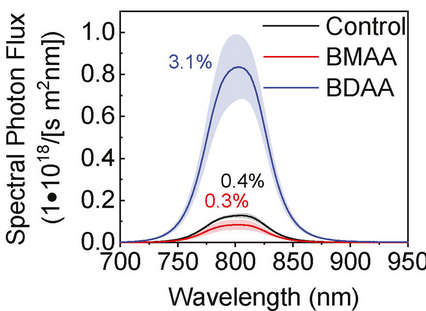 Spectral Photon Flux
(1•10¹⁸/[s m²nm])
1.0
0.8
0.6
0.4
0.2
0.0
Control
BMAA
BDAA
3.1%
0.4%
0.3%
700 750 800 850 900 950
Wavelength (nm)